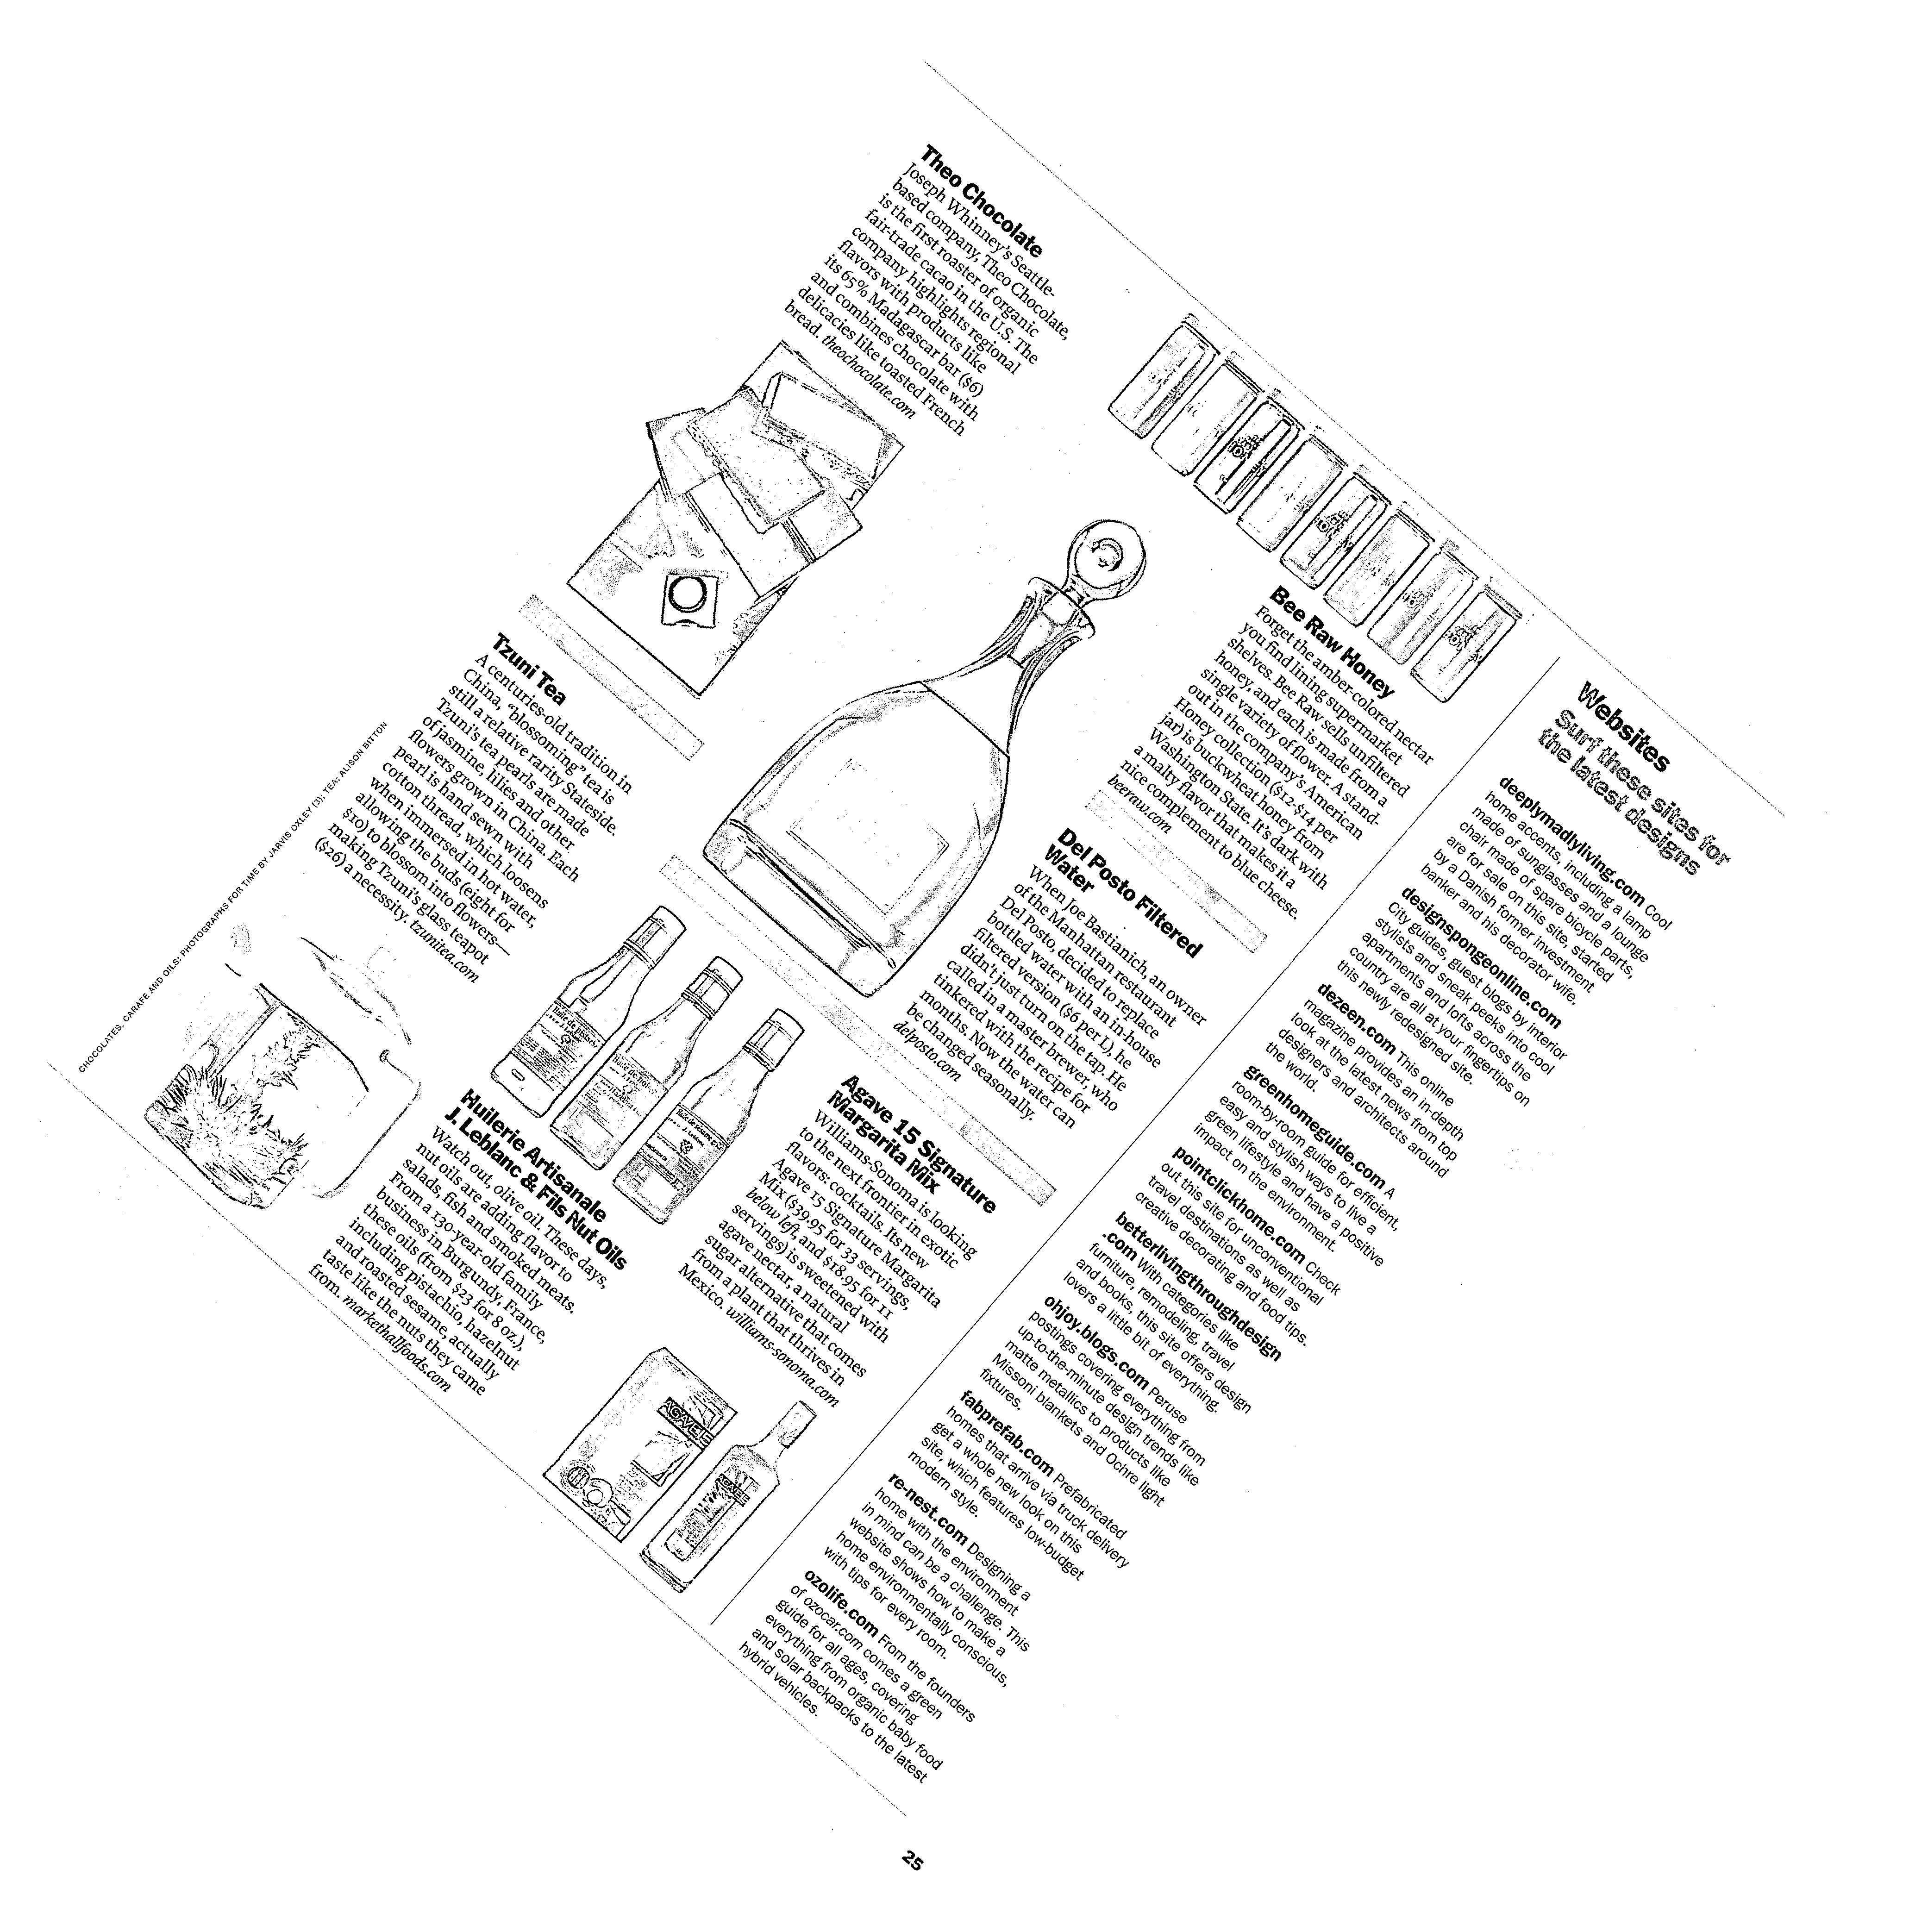 Theo Chocolate
Joseph Whinney's Seattle-
based company, Theo Chocolate,
is the first roaster of organic
fair-trade cacao in the U.S. The
company highlights regional
flavors with products like
its 65% Madagascar bar ($6)
and combines chocolate with
delicacies like toasted French
bread. theochocolate.com
Tzuni Tea
A centuries-old tradition in
China, "blossoming" tea is
still a relative rarity Stateside.
Tzuni's tea pearls are made
of jasmine, lilies and other
flowers grown in China. Each
pearl is hand sewn with
cotton thread, which loosens
when immersed in hot water,
allowing the buds (eight for
$10) to blossom into flowers—
making Tzuni's glass teapot
($26) a necessity. tzunitea.com
CHOCOLATES, CARAFE AND OILS: PHOTOGRAPHS FOR TIME BY JARVIS OXLEY (3); TEA: ALISON BITTON
Bee Raw Honey
Forget the amber-colored nectar
you find lining supermarket
shelves. Bee Raw sells unfiltered
honey, and each is made from a
single variety of flower. A stand-
out in the company's American
Honey collection ($12-$14 per
jar) is buckwheat honey from
Washington State. It's dark with
a malty flavor that makes it a
nice complement to blue cheese.
beeraw.com
Del Posto Filtered
Water
When Joe Bastianich, an owner
of the Manhattan restaurant
Del Posto, decided to replace
bottled water with an in-house
filtered version ($6 per L), he
didn't just turn on the tap. He
called in a master brewer, who
tinkered with the recipe for
months. Now the water can
be changed seasonally.
delposto.com
Huilerie Artisanale
J. Leblanc & Fils Nut Oils
Watch out, olive oil. These days,
nut oils are adding flavor to
salads, fish and smoked meats.
From a 130-year-old family
business in Burgundy, France,
these oils (from $23 for 8 oz.),
including pistachio, hazelnut
and roasted sesame, actually
taste like the nuts they came
from. markethallfoods.com
Agave 15 Signature
Margarita Mix
Williams-Sonoma is looking
to the next frontier in exotic
flavors: cocktails. Its new
Agave 15 Signature Margarita
Mix ($39.95 for 33 servings,
below left, and $18.95 for 11
servings) is sweetened with
agave nectar, a natural
sugar alternative that comes
from a plant that thrives in
Mexico. williams-sonoma.com
Websites
Surf these sites for
the latest designs
deeplymadlyliving.com Cool
home accents, including a lamp
made of sunglasses and a lounge
chair made of spare bicycle parts,
are for sale on this site, started
by a Danish former investment
banker and his decorator wife.
designspongeonline.com
City guides, guest blogs by interior
stylists and sneak peeks into cool
apartments and lofts across the
country are all at your fingertips on
this newly redesigned site.
dezeen.com This online
magazine provides an in-depth
look at the latest news from top
designers and architects around
the world.
greenhomeguide.com A
room-by-room guide for efficient,
easy and stylish ways to live a
green lifestyle and have a positive
impact on the environment.
pointclickhome.com Check
out this site for unconventional
travel destinations as well as
creative decorating and food tips.
betterlivingthroughdesign
.com With categories like
furniture, remodeling, travel
and books, this site offers design
lovers a little bit of everything.
ohjoy.blogs.com Peruse
postings covering everything from
up-to-the-minute design trends like
matte metallics to products like
Missoni blankets and Ochre light
fixtures.
fabprefab.com Prefabricated
homes that arrive via truck delivery
get a whole new look on this
site, which features low-budget
modern style.
re-nest.com Designing a
home with the environment
in mind can be a challenge. This
website shows how to make a
home environmentally conscious,
with tips for every room.
ozolife.com From the founders
of ozocar.com comes a green
guide for all ages, covering
everything from organic baby food
and solar backpacks to the latest
hybrid vehicles.
25